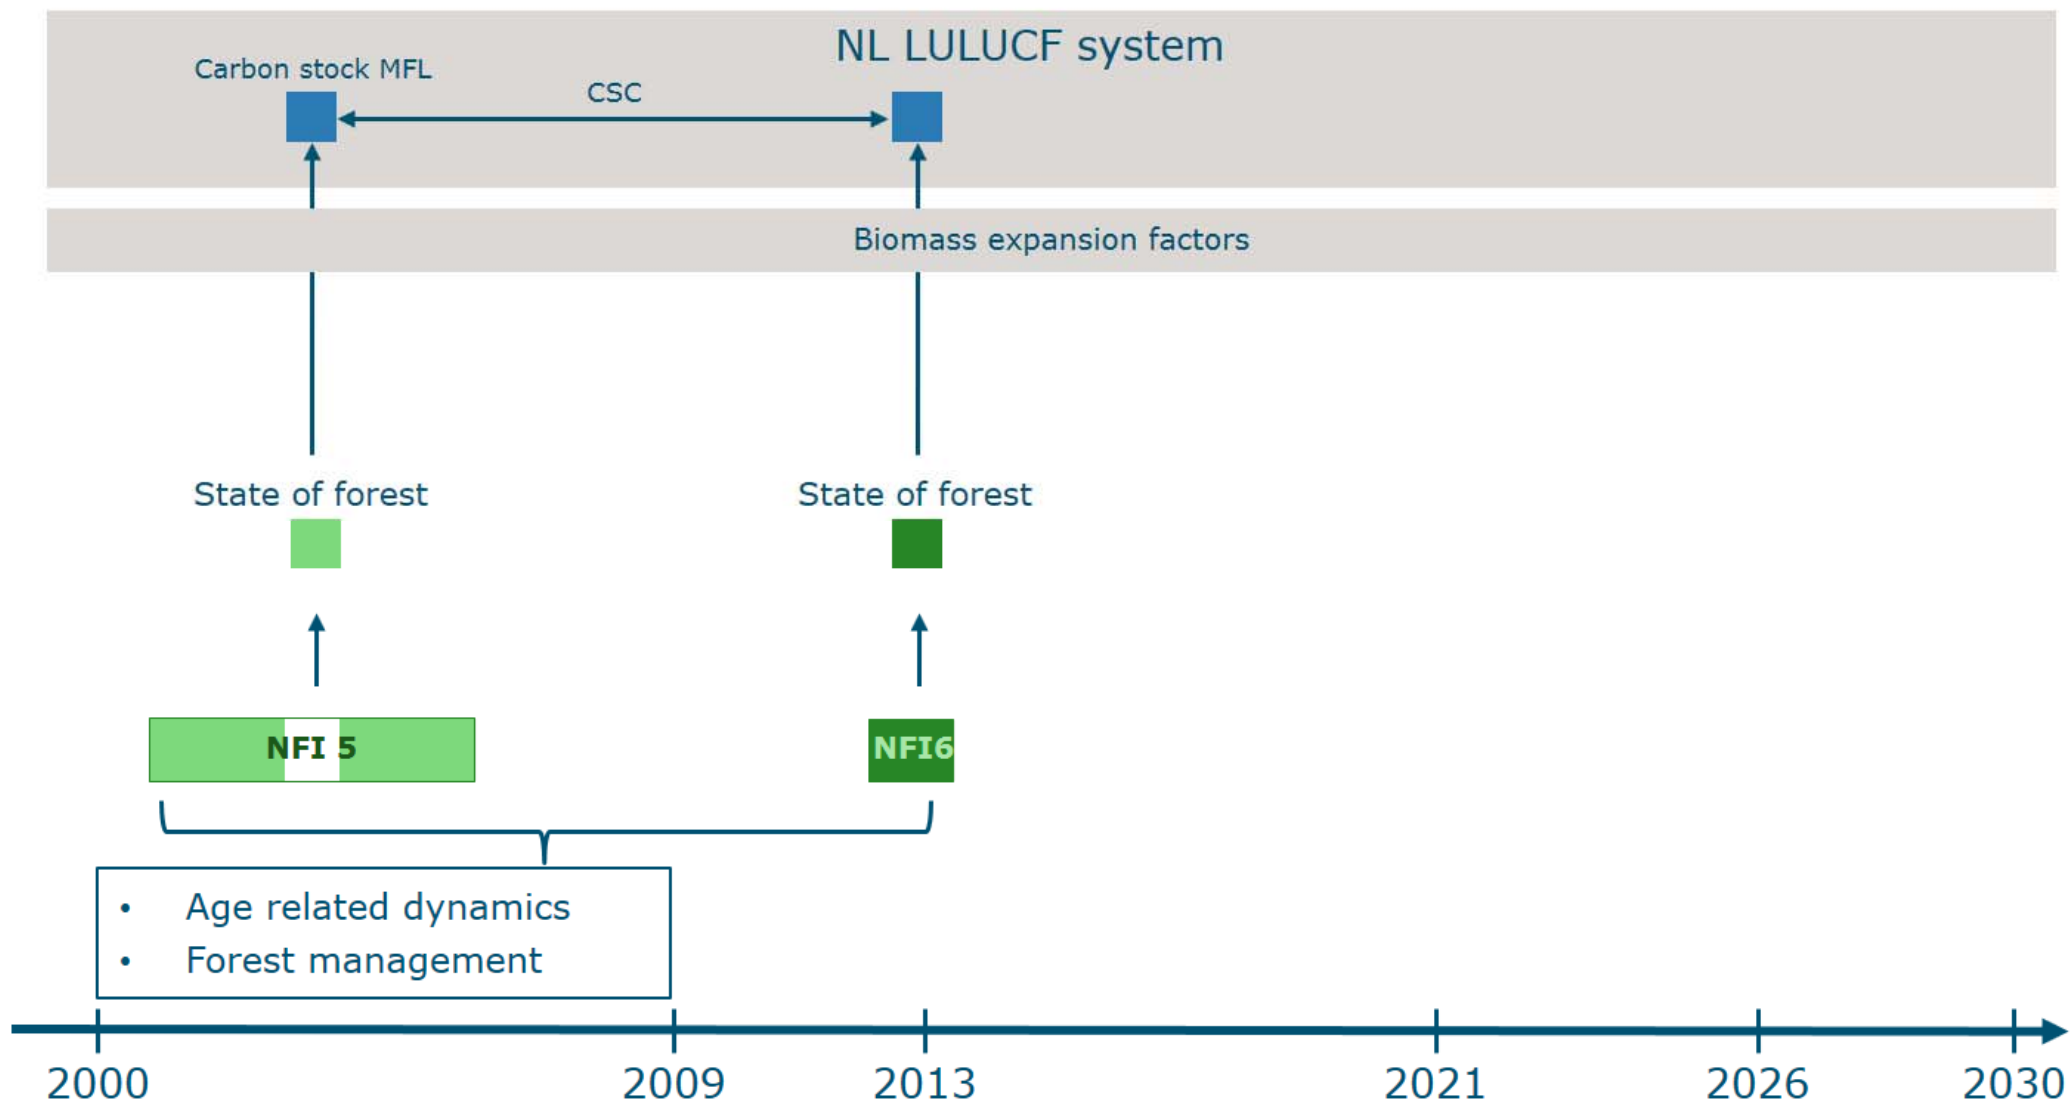 NL LULUCF system
Carbon stock MFL
CSC
Biomass expansion factors
State of forest
State of forest
NFI 5
NFI6
• Age related dynamics
• Forest management
2000
2009
2013
2021
2026
2030